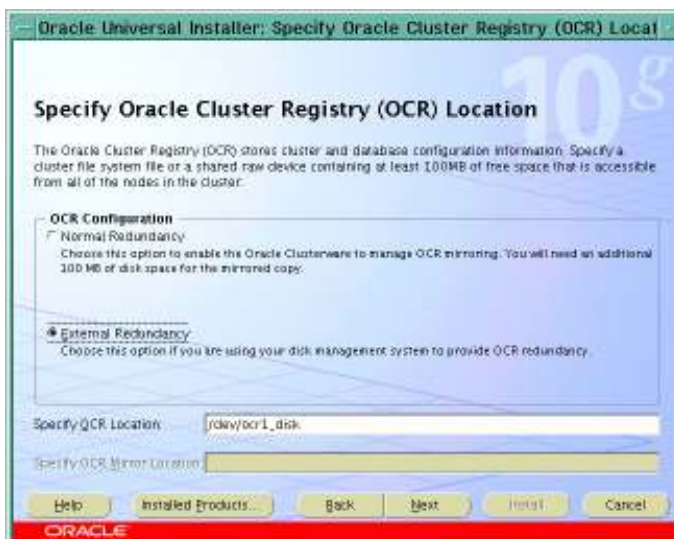 Oracle Universal Installer: Specify Oracle Cluster Registry (OCR) Locat
10g
Specify Oracle Cluster Registry (OCR) Location
The Oracle Cluster Registry (OCR) stores cluster and database configuration information. Specify a
cluster file system file or a shared raw device containing at least 100MB of free space that is accessible
from all of the nodes in the cluster.
OCR Configuration
Normal Redundancy
Choose this option to enable the Oracle Clusterware to manage OCR mirroring. You will need an additional
100 MB of disk space for the mirrored copy.
External Redundancy
Choose this option if you are using your disk management system to provide OCR redundancy.
Specify OCR Location: /dev/ocr1_disk
Specify OCR Mirror Location:
Help Installed Products... Back Next Install Cancel
ORACLE